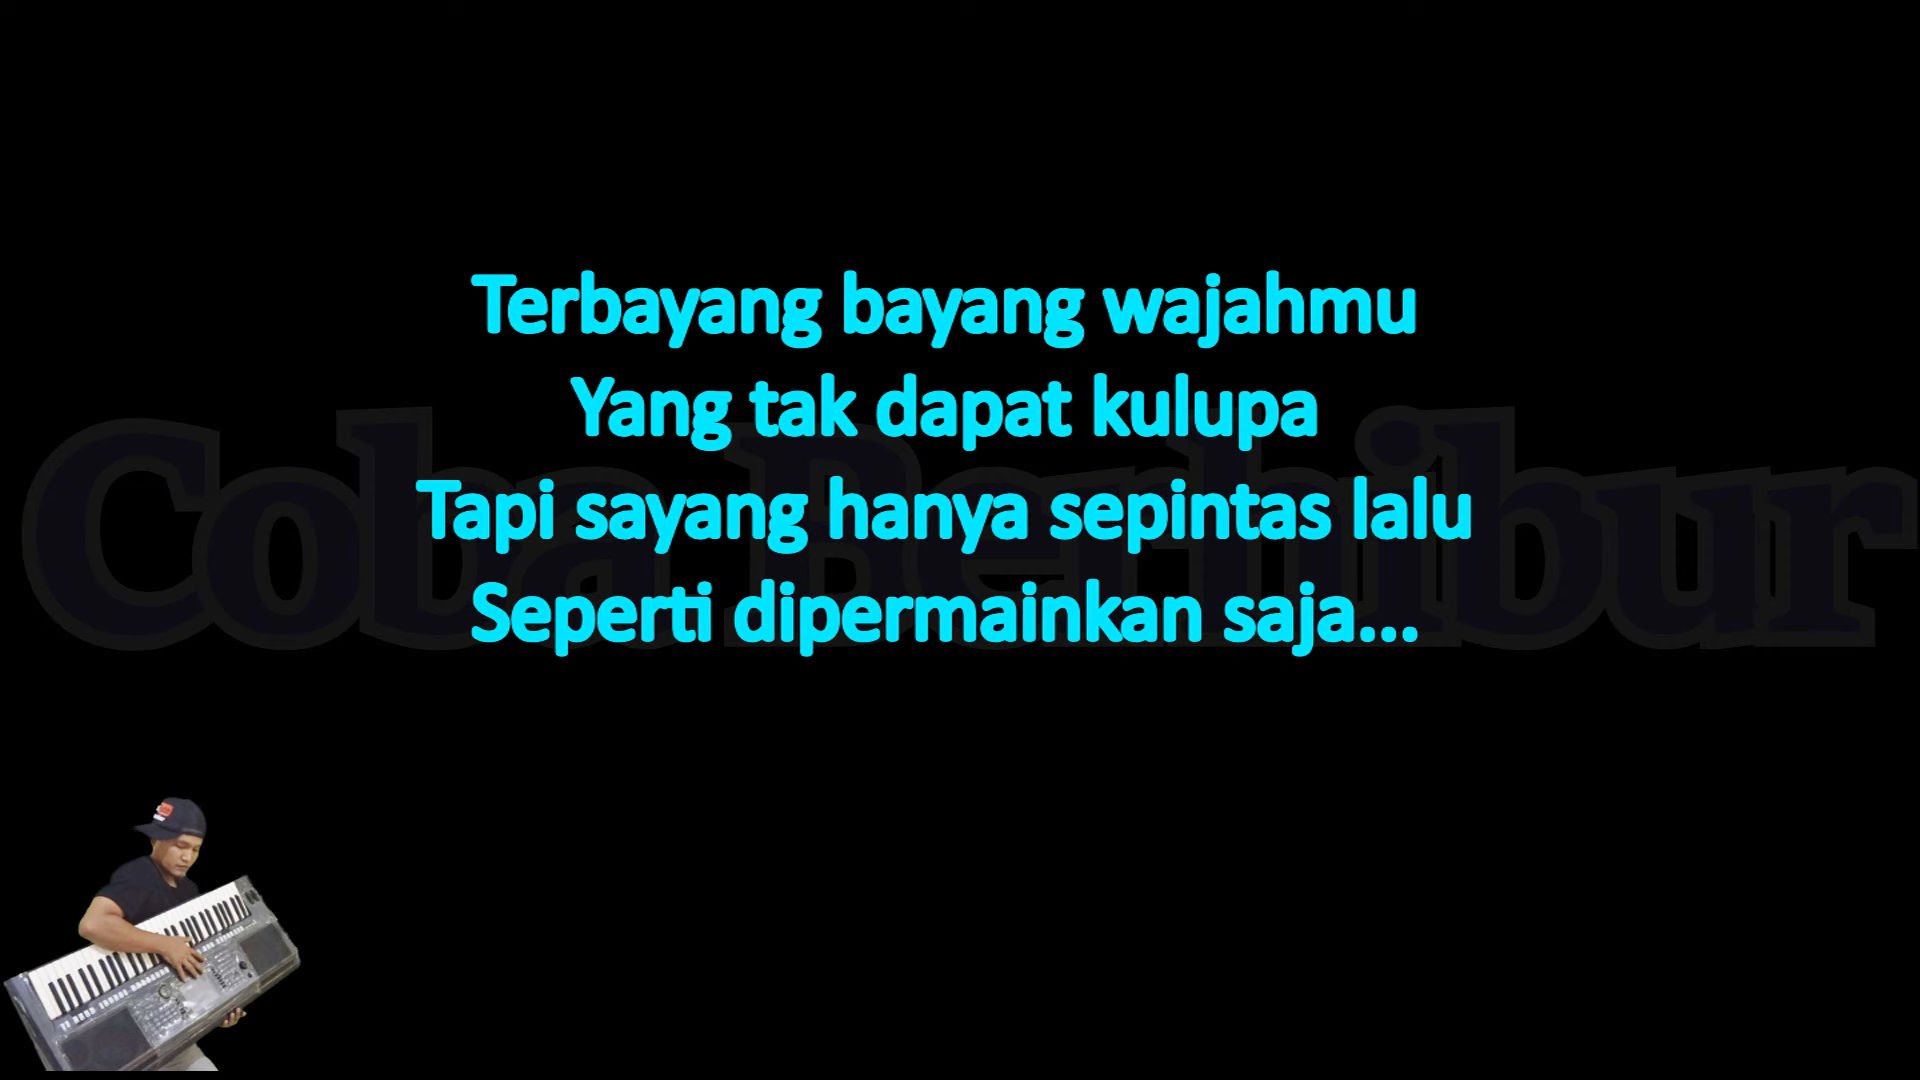 Terbayang bayang wajahmu
Yang tak dapat kulupa
Tapi sayang hanya sepintas lalu
Seperti dipermainkan saja...
Coba Berhibur